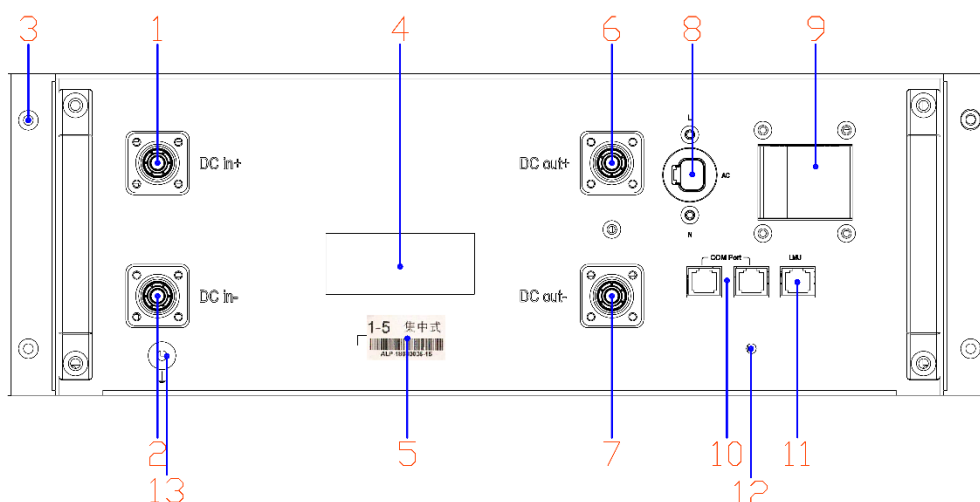 3 1 4 6 8 9
L
DC in+ DC out+ AC
N
COM Port LMU
DC in- DC out-
1-5 集中式
2 5 7 10 11
13 12